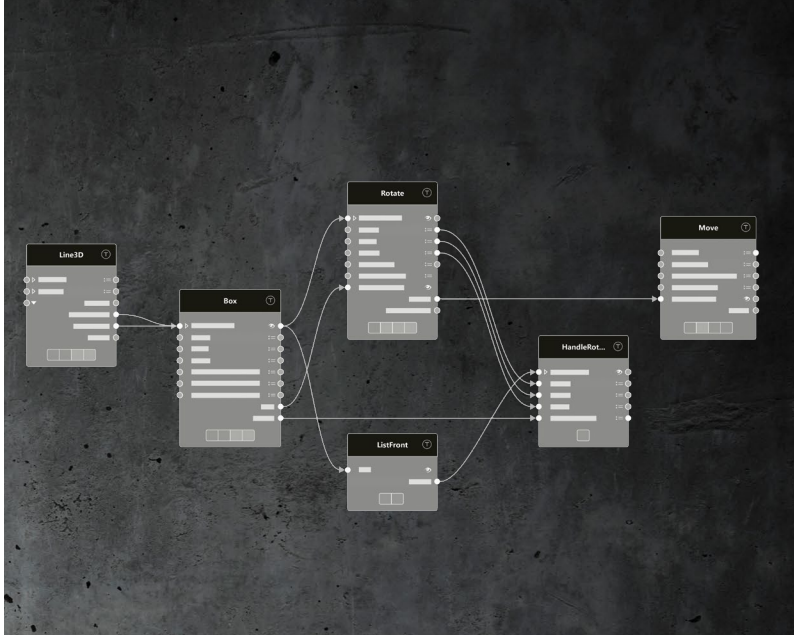 Line3D
Box
Rotate
ListFront
HandleRot...
Move